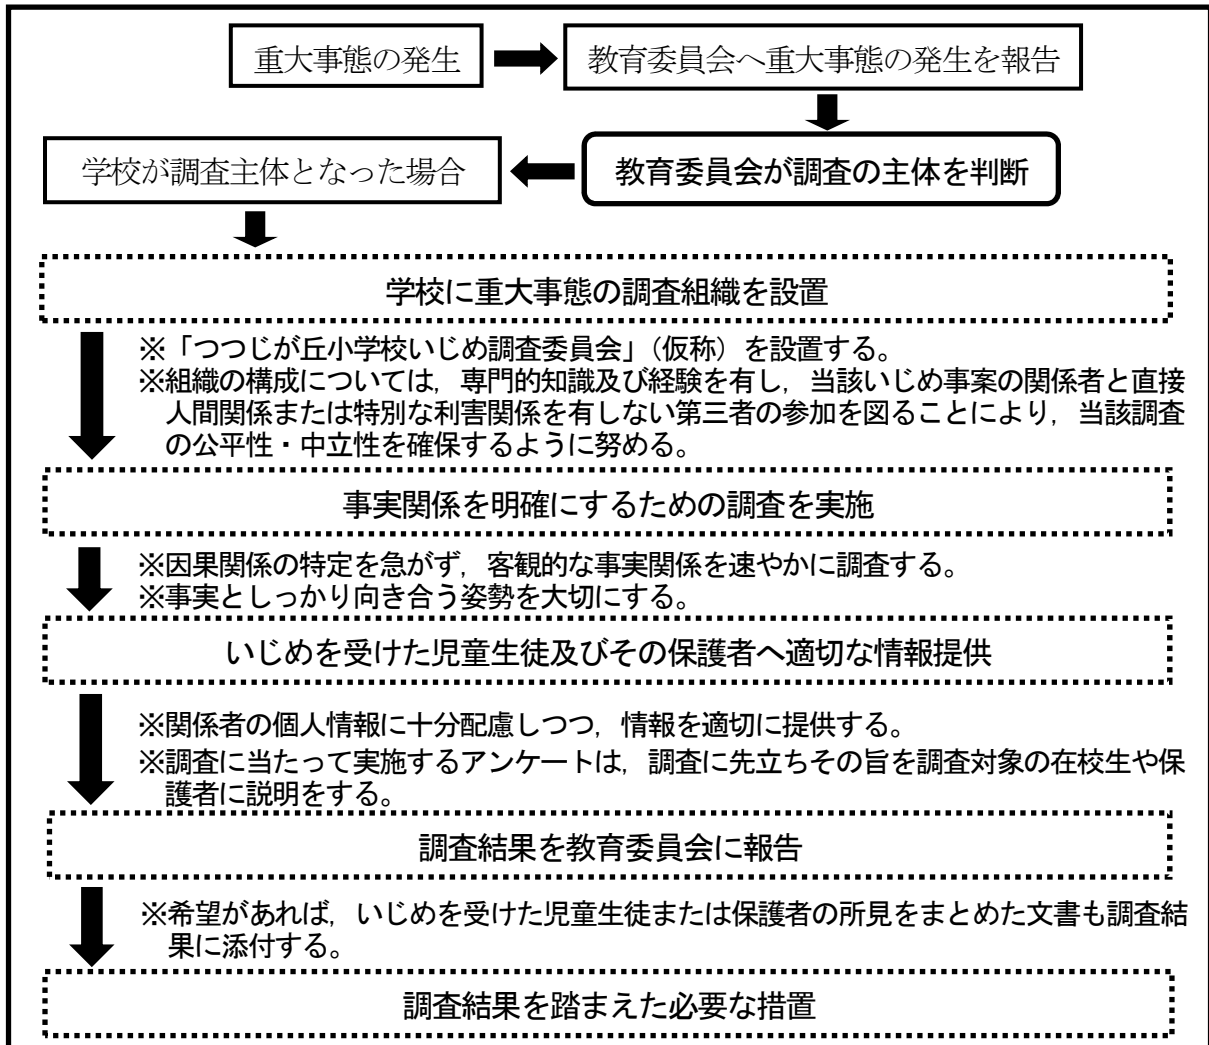 重大事態の発生
教育委員会へ重大事態の発生を報告
教育委員会が調査の主体を判断
学校が調査主体となった場合
学校に重大事態の調査組織を設置
※「つつじが丘小学校いじめ調査委員会」（仮称）を設置する。
※組織の構成については，専門的知識及び経験を有し，当該いじめ事案の関係者と直接
人間関係または特別な利害関係を有しない第三者の参加を図ることにより，当該調査
の公平性・中立性を確保するように努める。
事実関係を明確にするための調査を実施
※因果関係の特定を急がず，客観的な事実関係を速やかに調査する。
※事実としっかり向き合う姿勢を大切にする。
いじめを受けた児童生徒及びその保護者へ適切な情報提供
※関係者の個人情報に十分配慮しつつ，情報を適切に提供する。
※調査に当たって実施するアンケートは，調査に先立ちその旨を調査対象の在校生や保
護者に説明をする。
調査結果を教育委員会に報告
※希望があれば，いじめを受けた児童生徒または保護者の所見をまとめた文書も調査結
果に添付する。
調査結果を踏まえた必要な措置